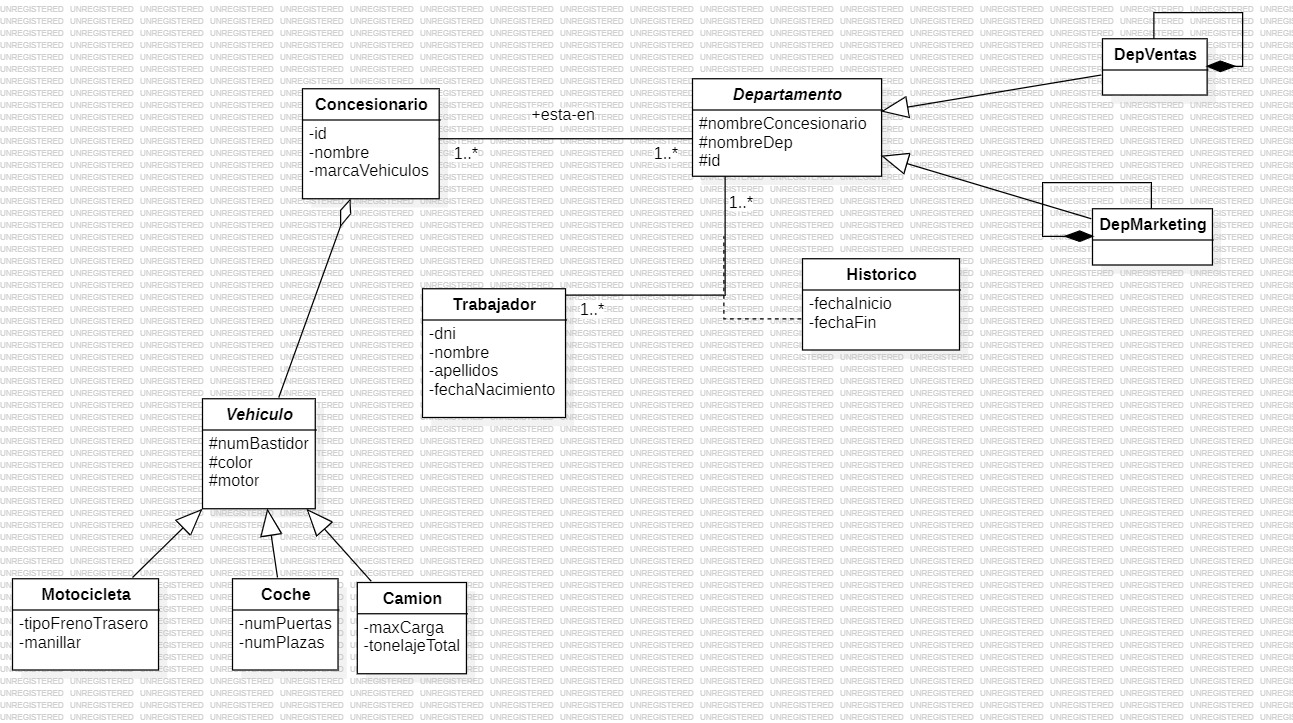 DepVentas
Departamento
#nombreConcesionario
#nombreDep
#id
Concesionario
-id
-nombre
-marcaVehiculos
+esta-en
1..*
1..*
1..*
DepMarketing
Historico
-fechaInicio
-fechaFin
Trabajador
-dni
-nombre
-apellidos
-fechaNacimiento
1..*
Vehiculo
#numBastidor
#color
#motor
Motocicleta
-tipoFrenoTrasero
-manillar
Coche
-numPuertas
-numPlazas
Camion
-maxCarga
-tonelajeTotal
UNREGISTERED